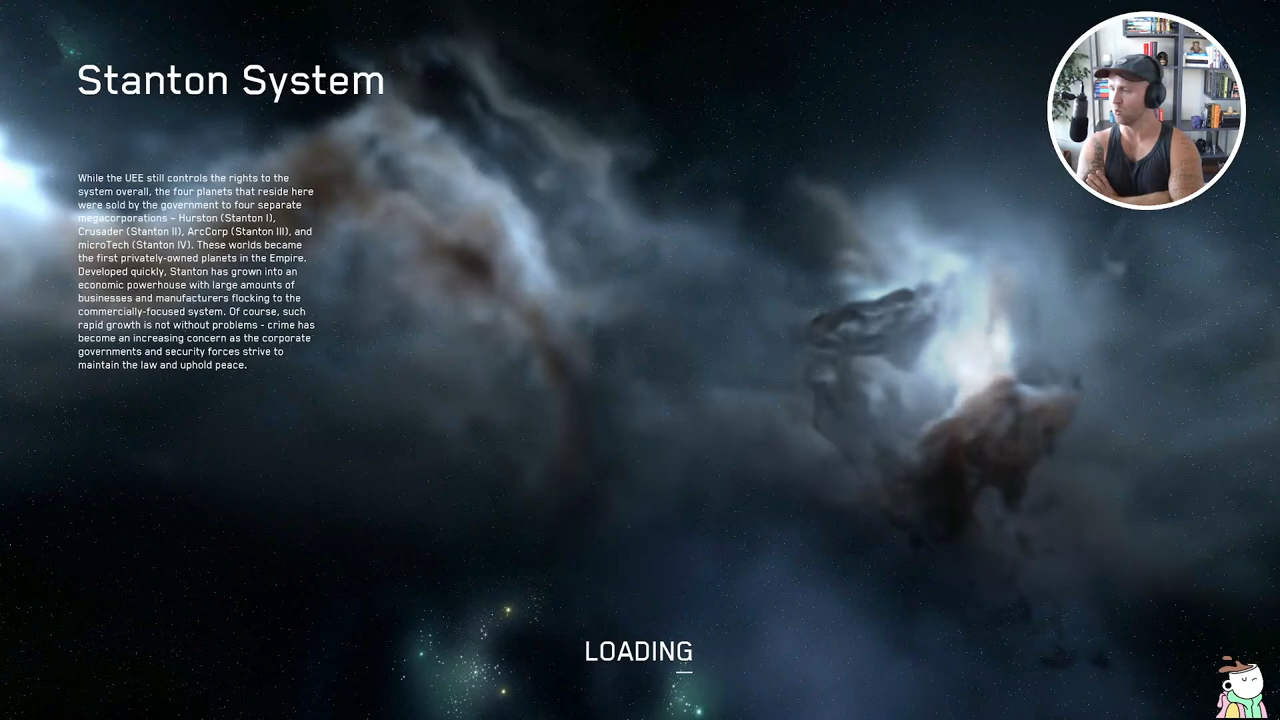 Stanton System
While the UEE still controls the rights to the
system overall, the four planets that reside here
were sold by the government to four separate
megacorporations – Hurston (Stanton I),
Crusader (Stanton II), ArcCorp (Stanton III), and
microTech (Stanton IV). These worlds became
the first privately-owned planets in the Empire.
Developed quickly, Stanton has grown into an
economic powerhouse with large amounts of
businesses and manufacturers flocking to the
commercially-focused system. Of course, such
rapid growth is not without problems - crime has
become an increasing concern as the corporate
governments and security forces strive to
maintain the law and uphold peace.
LOADING